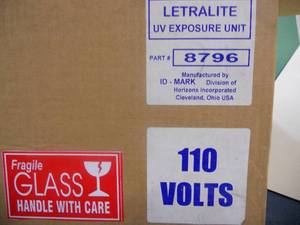 LETRALITE
UV EXPOSURE UNIT
PART # 8796
Manufactured by
ID - MARK Division of
Horizons Incorporated
Cleveland, Ohio USA
Fragile
GLASS
HANDLE WITH CARE
110
VOLTS